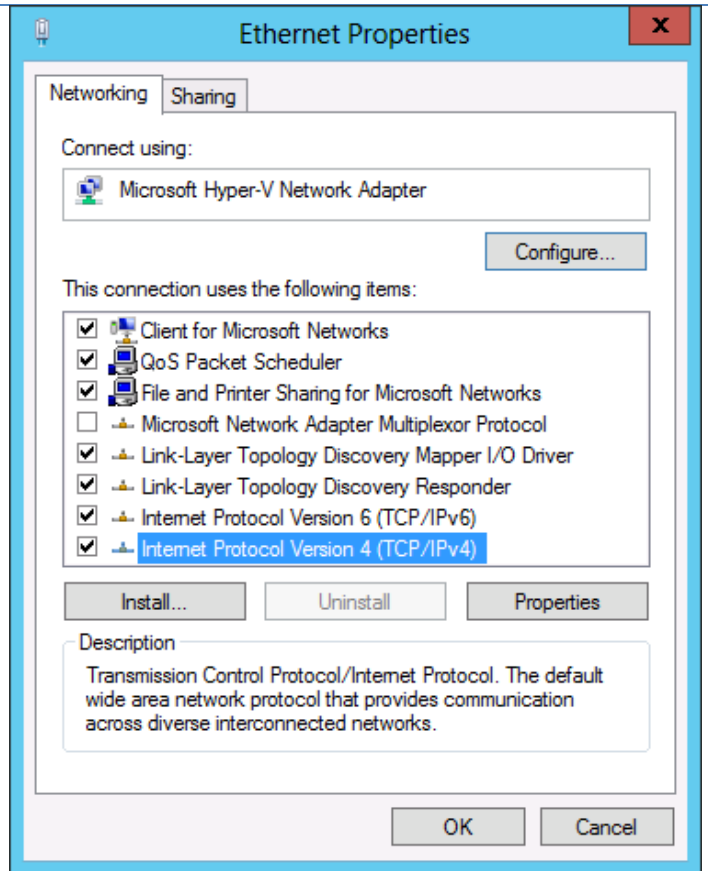 Ethernet Properties
x
Networking
Sharing
Connect using:
Microsoft Hyper-V Network Adapter
Configure...
This connection uses the following items:
Client for Microsoft Networks
QoS Packet Scheduler
File and Printer Sharing for Microsoft Networks
Microsoft Network Adapter Multiplexor Protocol
Link-Layer Topology Discovery Mapper I/O Driver
Link-Layer Topology Discovery Responder
Internet Protocol Version 6 (TCP/IPv6)
Internet Protocol Version 4 (TCP/IPv4)
Install...
Uninstall
Properties
Description
Transmission Control Protocol/Internet Protocol. The default
wide area network protocol that provides communication
across diverse interconnected networks.
OK
Cancel